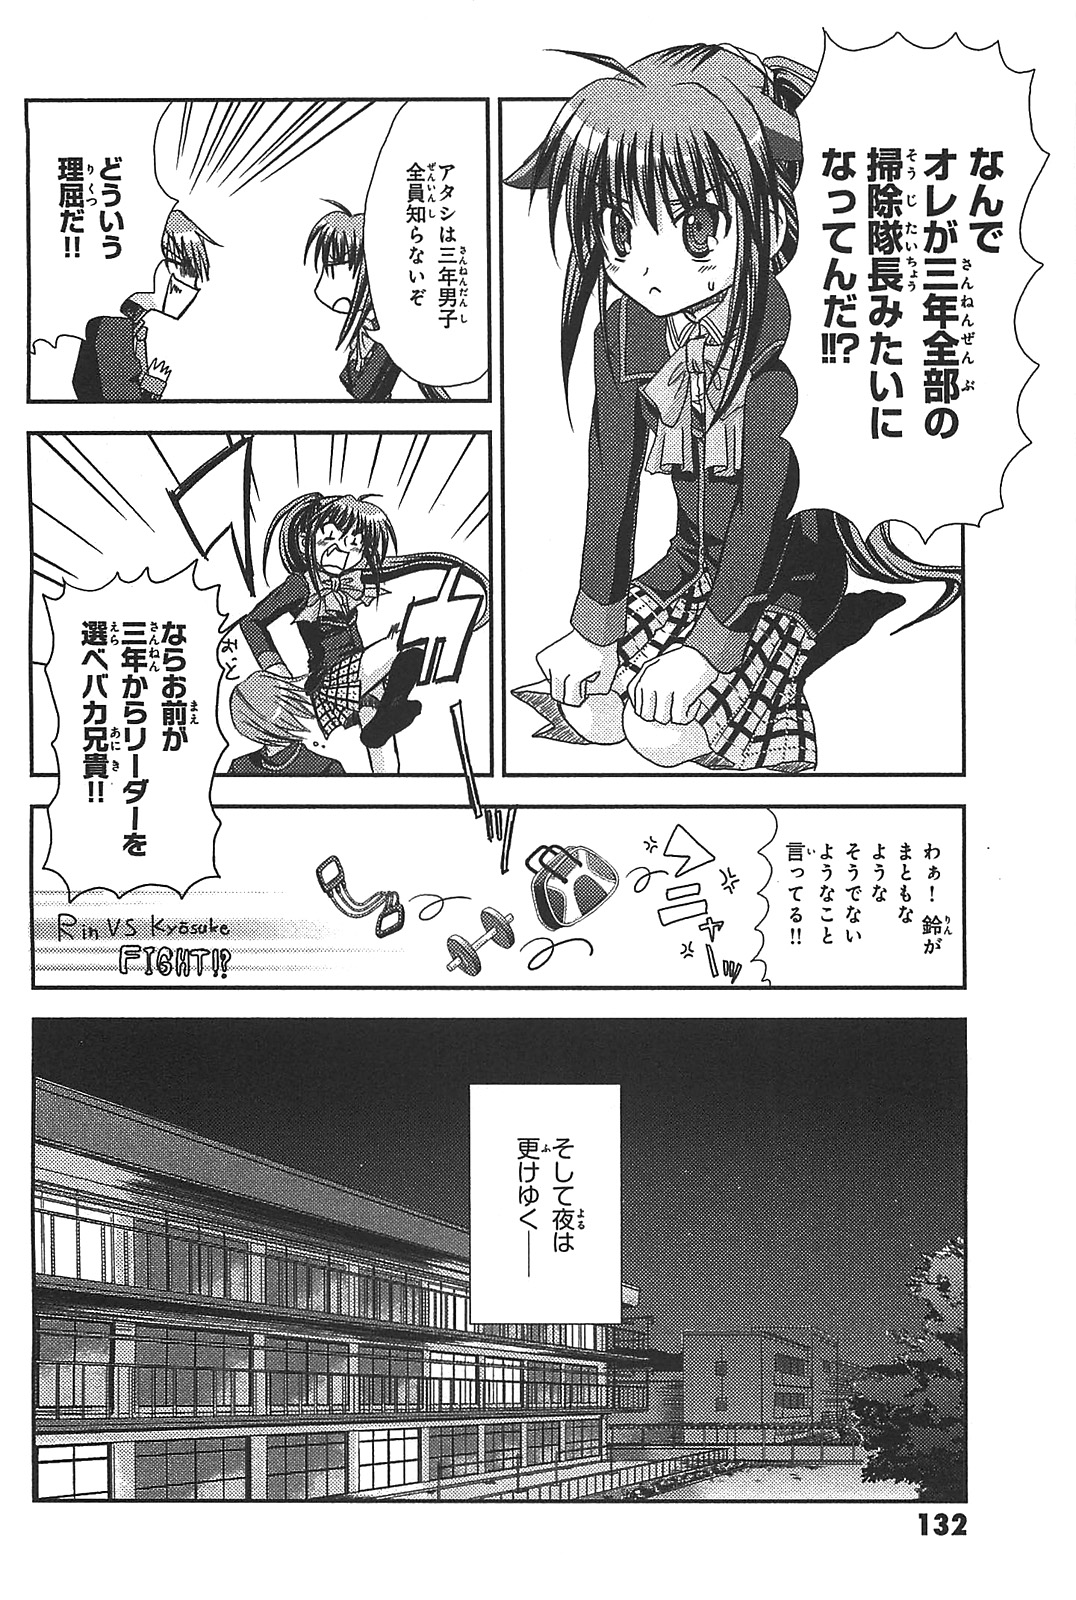 なんで
オレが三年全部の
掃除隊長みたいに
なってんだ!!?
アタシは三年男子
全員知らないぞ
どういう
理屈だ!!
おっと
ならお前が
三年からリーダーを
選べバカ兄貴!!
わぁ！鈴が
まともな
ような
そうでない
ようなこと
言ってる!!
フニャーッ
Rin VS Kyōsuke
FIGHT!?
そして夜は
更けゆく――
132